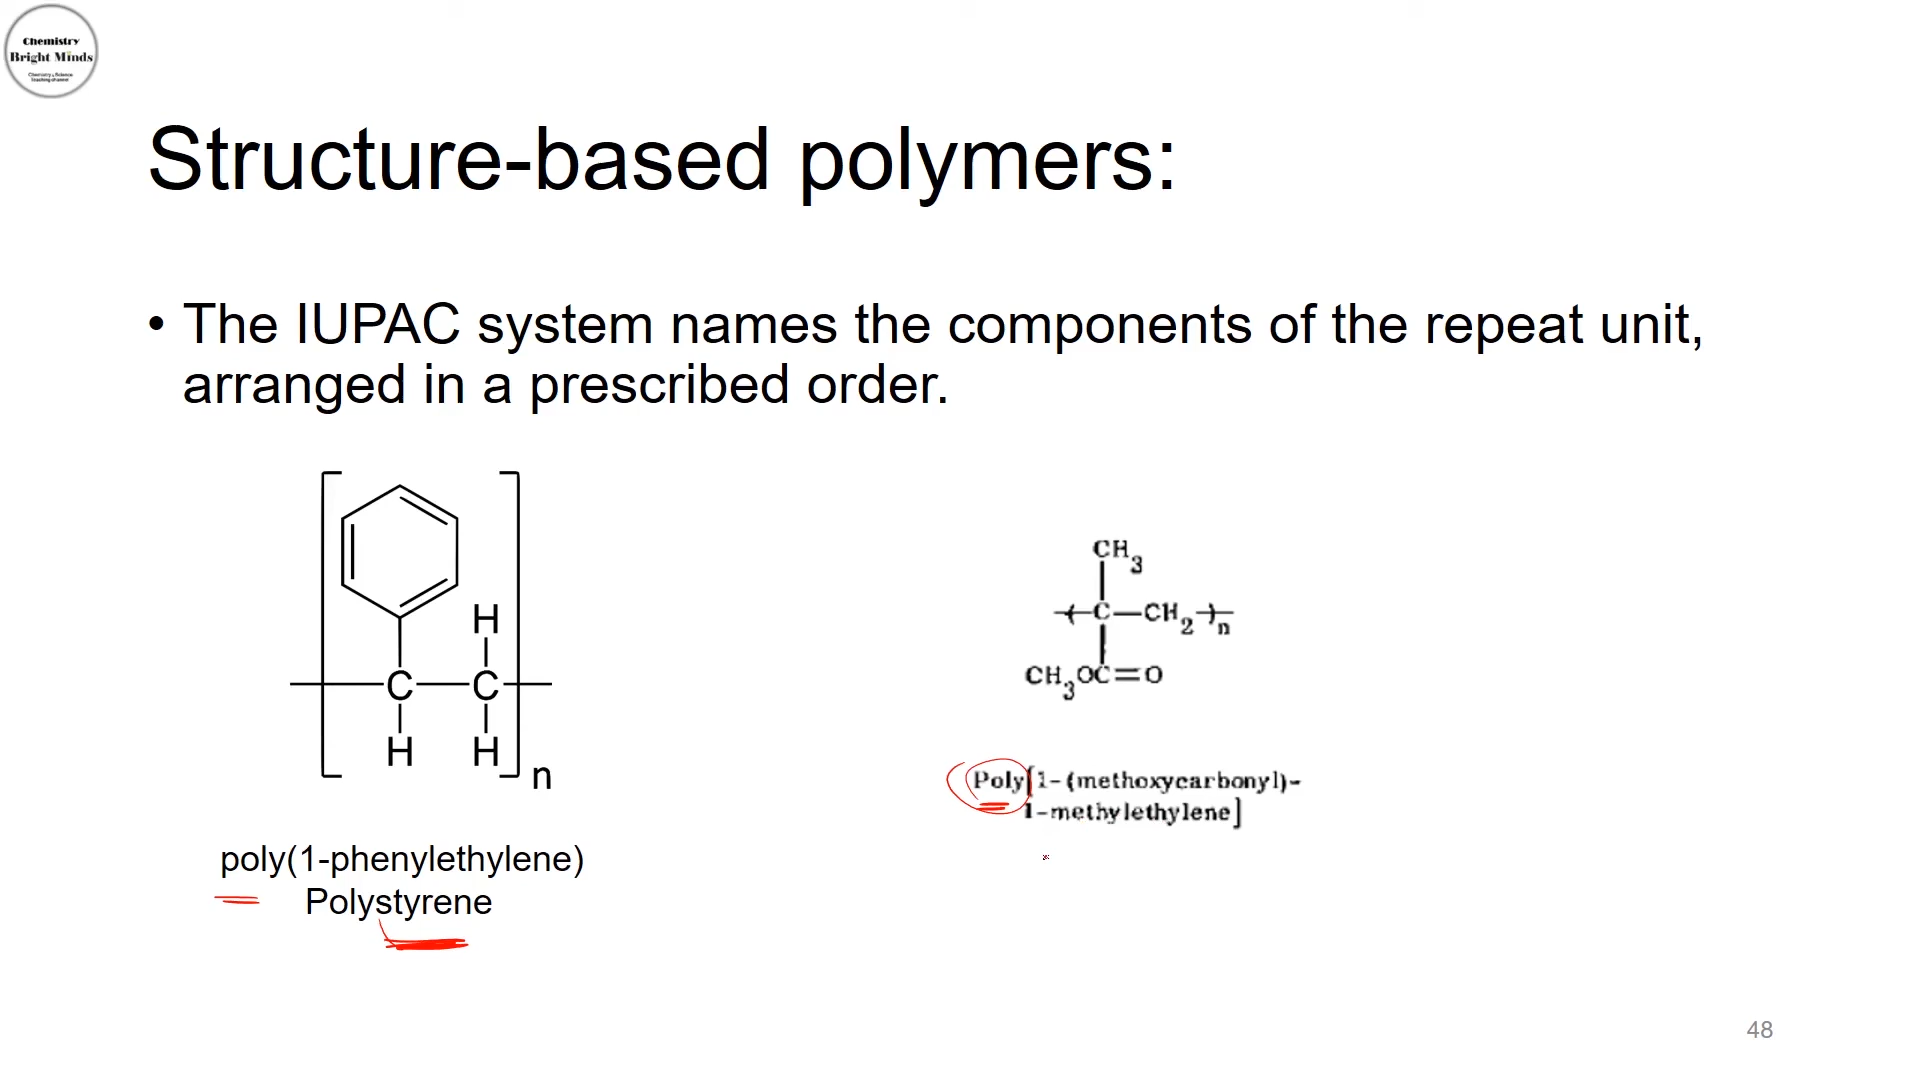 Chemistry
Bright Minds
Chemistry & Science
Teaching channel
Structure-based polymers:
• The IUPAC system names the components of the repeat unit,
arranged in a prescribed order.
H
C C
H H
n
poly(1-phenylethylene)
Polystyrene
CH3
C—CH2 n
CH3OC=O
Poly[1-(methoxycarbonyl)-
1-methylethylene]
48